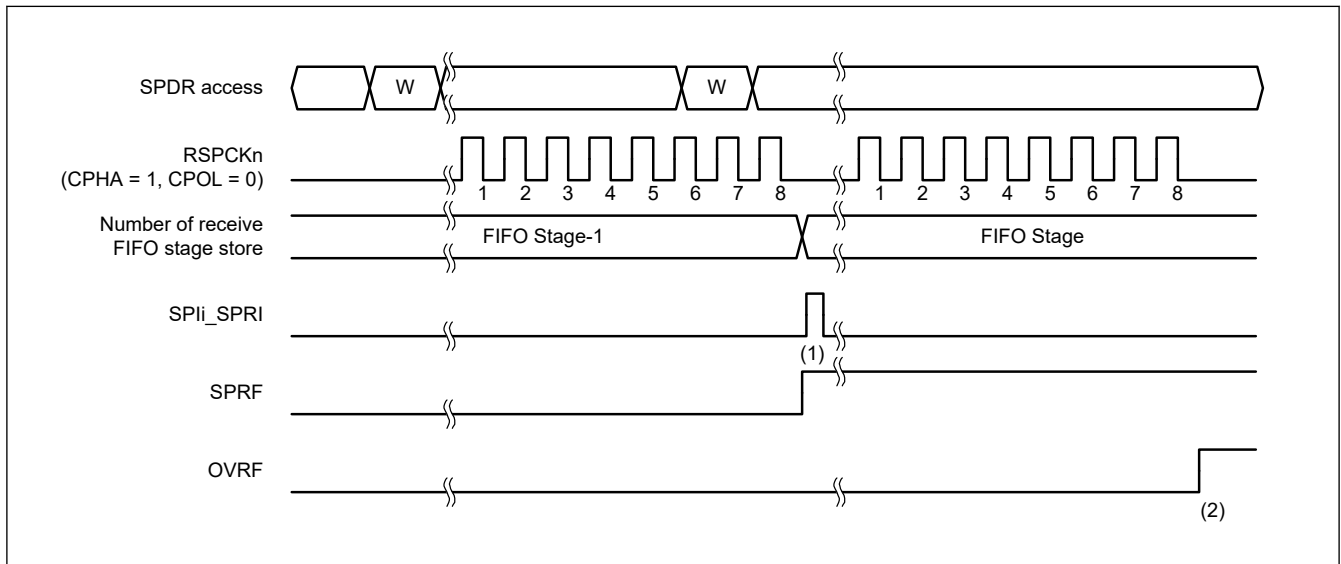 SPDR access
W
W
RSPCKn
(CPHA = 1, CPOL = 0)
1 2 3 4 5 6 7 8
1 2 3 4 5 6 7 8
Number of receive
FIFO stage store
FIFO Stage-1
FIFO Stage
SPIi_SPRI
(1)
SPRF
OVRF
(2)